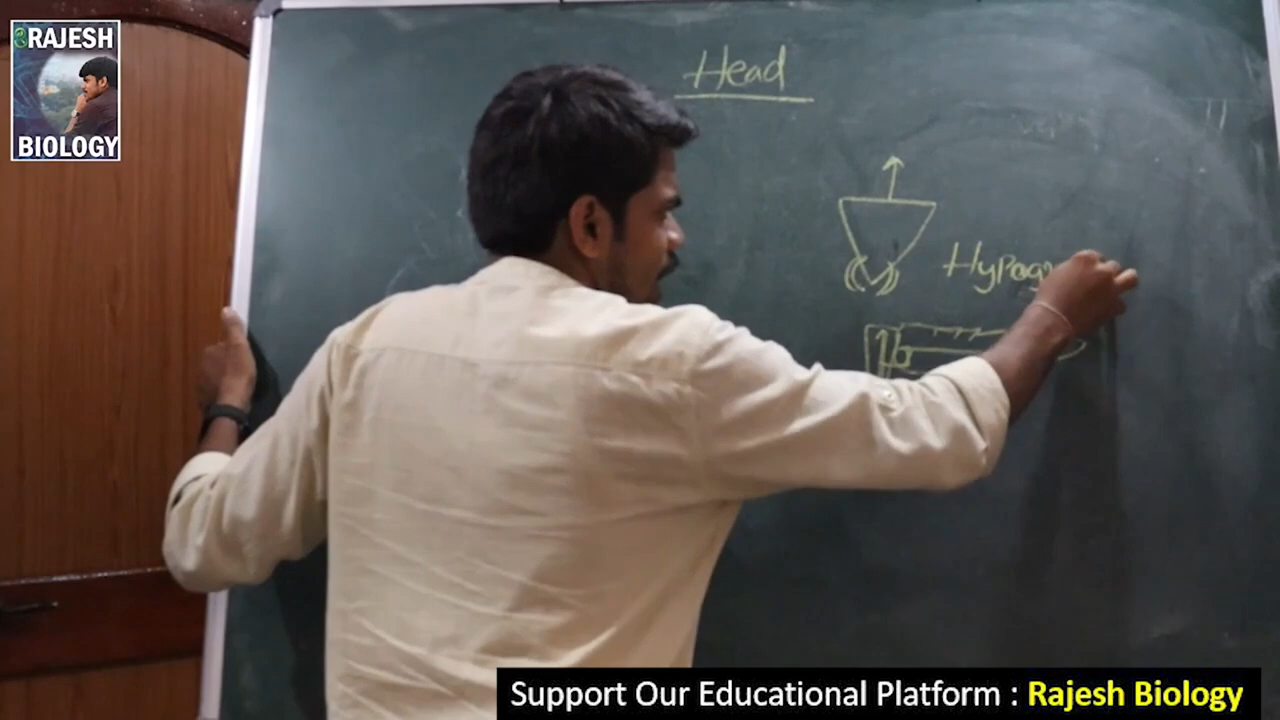 RAJESH
BIOLOGY
Head
Support Our Educational Platform : Rajesh Biology